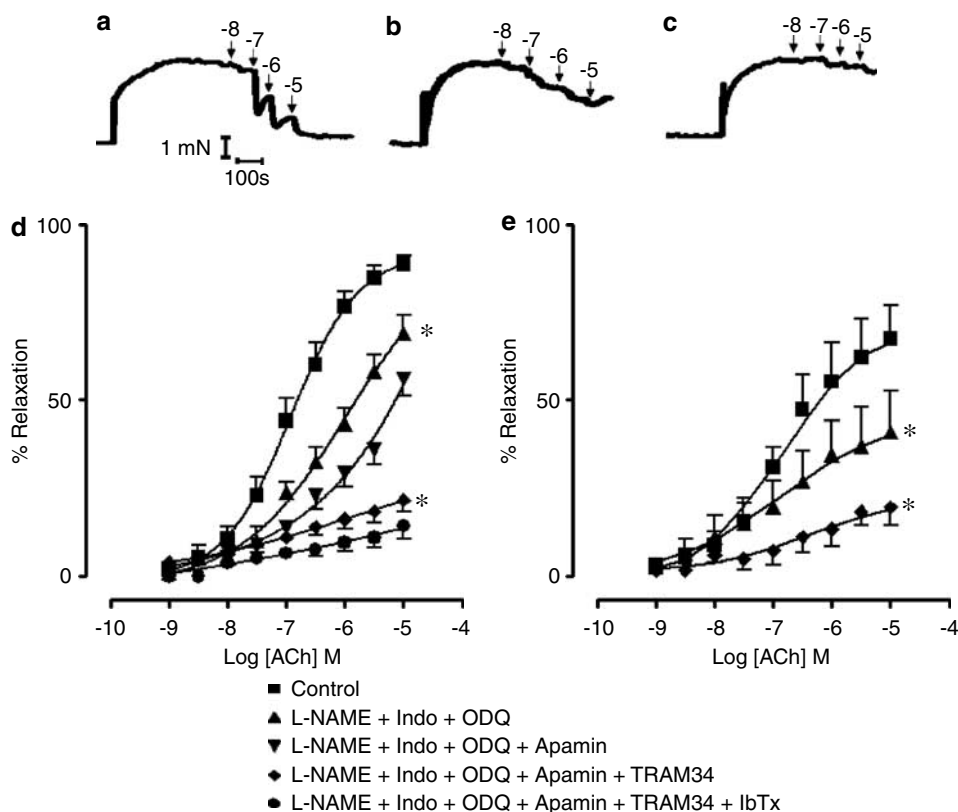 a
b
c
-8
-7
-6
-5
-8
-7
-6
-5
-8 -7 -6 -5
1 mN
100s
d
e
100
50
0
% Relaxation
-10 -9 -8 -7 -6 -5 -4
Log [ACh] M
*
*
100
50
0
% Relaxation
-10 -9 -8 -7 -6 -5 -4
Log [ACh] M
*
*
Control
L-NAME + Indo + ODQ
L-NAME + Indo + ODQ + Apamin
L-NAME + Indo + ODQ + Apamin + TRAM34
L-NAME + Indo + ODQ + Apamin + TRAM34 + IbTx